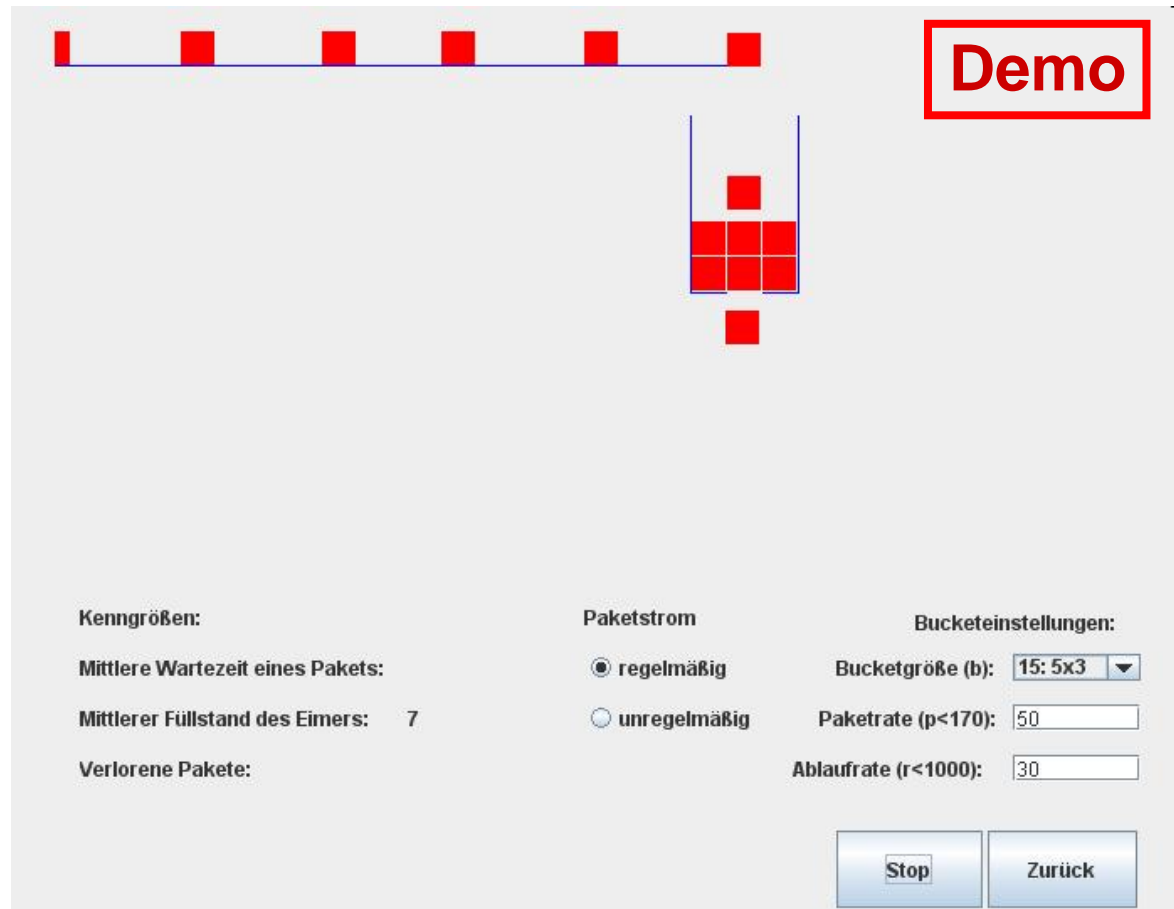 Demo
Kenngrößen:
Mittlere Wartezeit eines Pakets:
Mittlerer Füllstand des Eimers: 7
Verlorene Pakete:
Paketstrom
regelmäßig
unregelmäßig
Bucketeinstellungen:
Bucketgröße (b): 15: 5x3
Paketrate (p<170): 50
Ablaufrate (r<1000): 30
Stop
Zurück